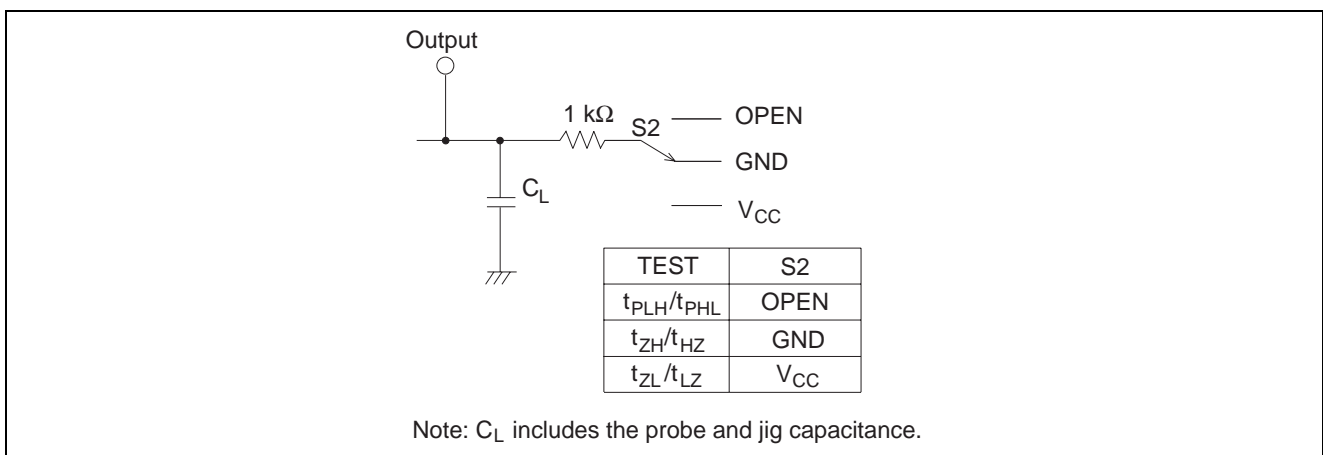 Output
1 kΩ
S2
OPEN
GND
VCC
CL
TEST S2
tPLH/tPHL OPEN
tZH/tHZ GND
tZL/tLZ VCC
Note: CL includes the probe and jig capacitance.